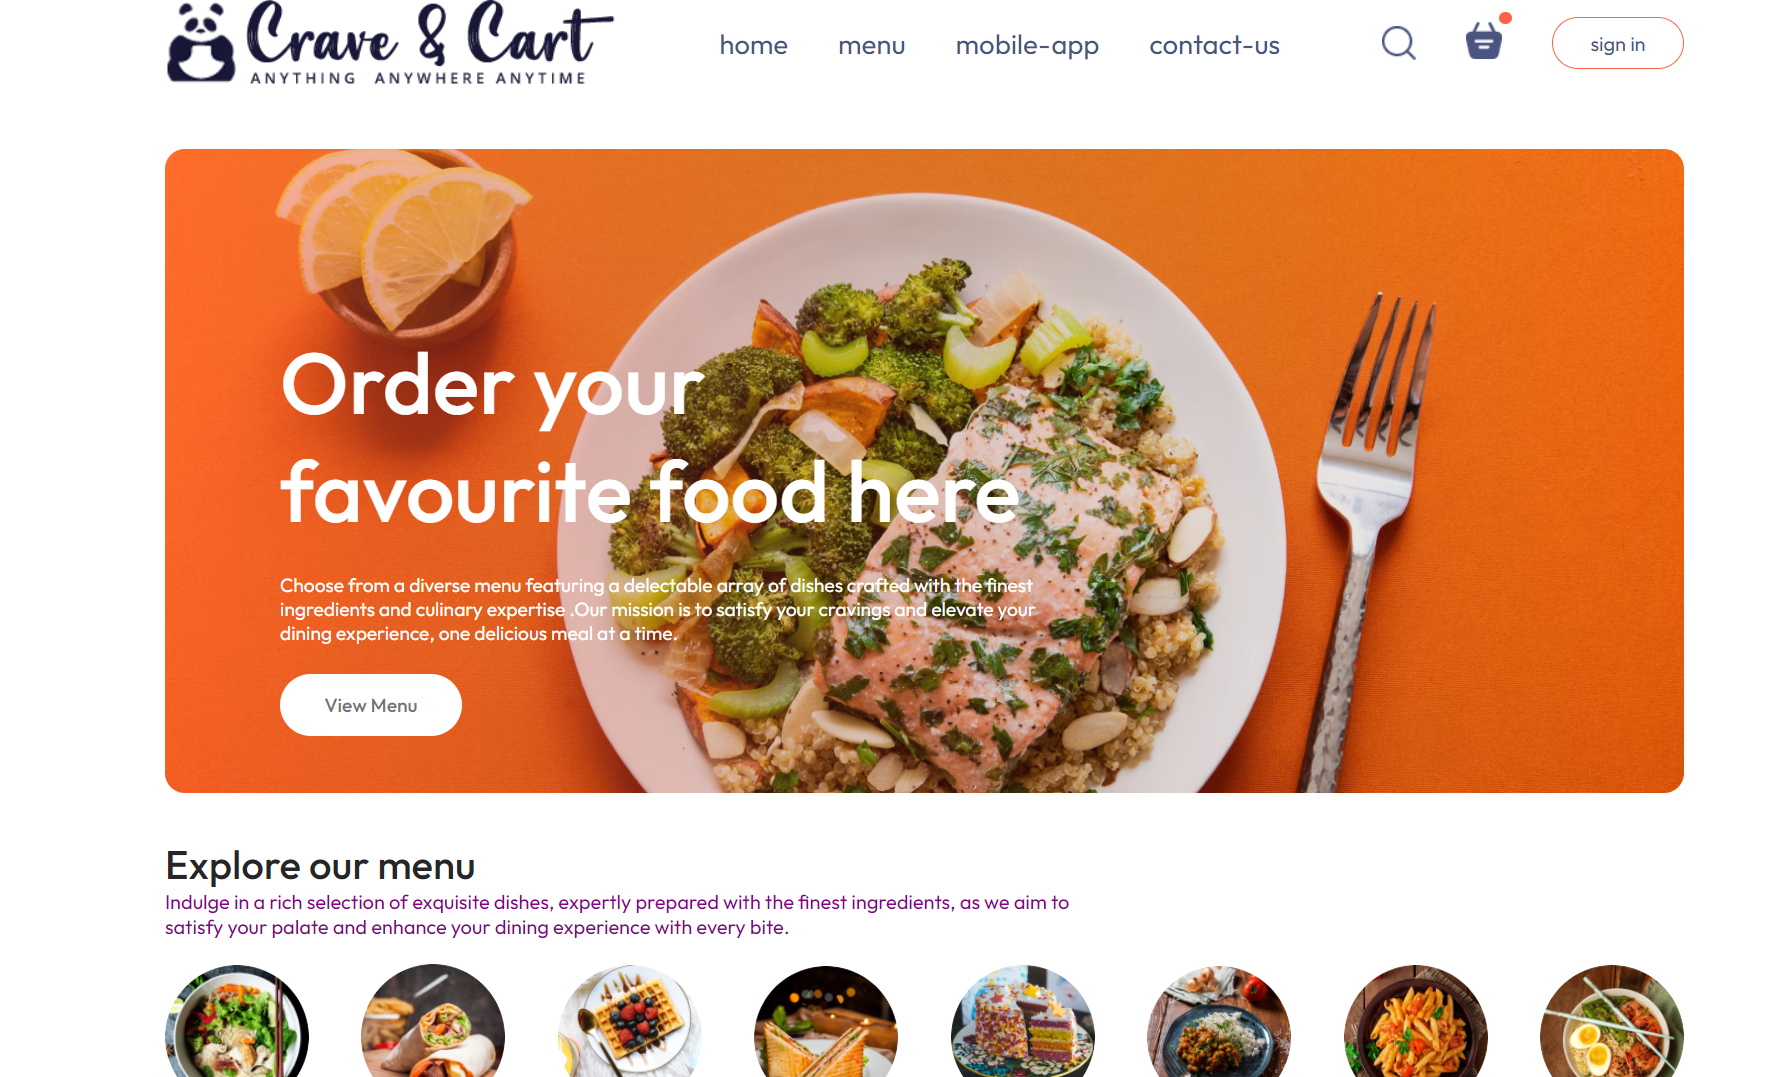 Crave & Cart
ANYTHING ANYWHERE ANYTIME
home
menu
mobile-app
contact-us
sign in
Order your
favourite food here
Choose from a diverse menu featuring a delectable array of dishes crafted with the finest
ingredients and culinary expertise .Our mission is to satisfy your cravings and elevate your
dining experience, one delicious meal at a time.
View Menu
Explore our menu
Indulge in a rich selection of exquisite dishes, expertly prepared with the finest ingredients, as we aim to
satisfy your palate and enhance your dining experience with every bite.